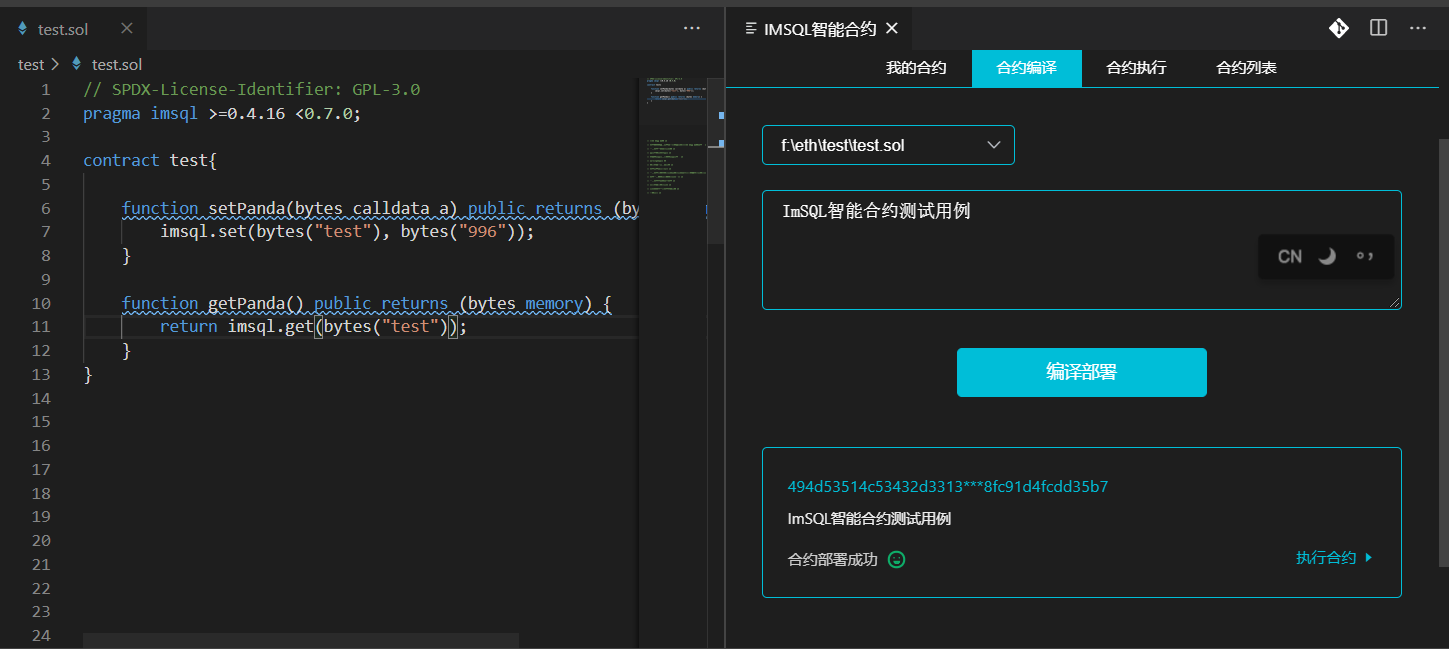 test.sol
test > test.sol
1 // SPDX-License-Identifier: GPL-3.0
2 pragma imsql >=0.4.16 <0.7.0;
3
4 contract test{
5
6 function setPanda(bytes calldata a) public returns (by
7 imsql.set(bytes("test"), bytes("996"));
8 }
9
10 function getPanda() public returns (bytes memory) {
11 return imsql.get(bytes("test"));
12 }
13 }
14
15
16
17
18
19
20
21
22
23
24
IMSQL智能合约
我的合约 合约编译 合约执行 合约列表
f:\eth\test\test.sol
ImSQL智能合约测试用例
CN
编译部署
494d53514c53432d3313***8fc91d4fcdd35b7
ImSQL智能合约测试用例
合约部署成功
执行合约